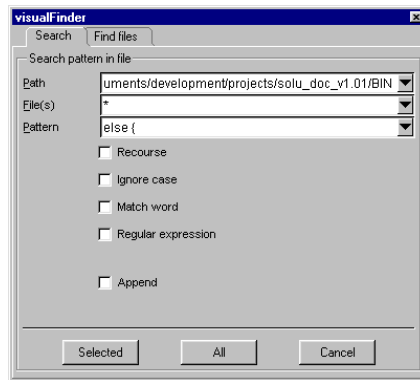 visualFinder
Search Find files
Search pattern in file
Path uments/development/projects/solu_doc_v1.01/BIN
File(s) *
Pattern else {
Recourse
Ignore case
Match word
Regular expression
Append
Selected All Cancel